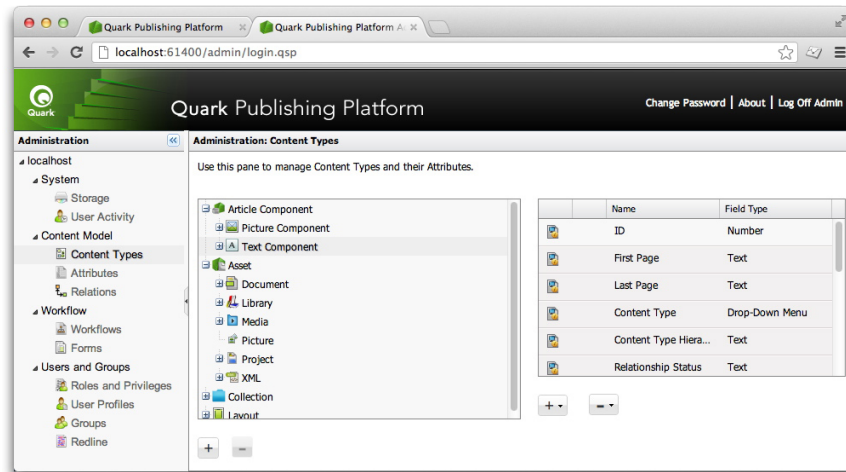 Quark Publishing Platform
Quark Publishing Platform A
localhost:61400/admin/login.qsp
Quark
Quark Publishing Platform
Change Password | About | Log Off Admin
Administration
Administration: Content Types
localhost
Use this pane to manage Content Types and their Attributes.
System
Storage
User Activity
Content Model
Content Types
Attributes
Relations
Workflow
Workflows
Forms
Users and Groups
Roles and Privileges
User Profiles
Groups
Redline
Article Component
Picture Component
Text Component
Asset
Document
Library
Media
Picture
Project
XML
Collection
Layout
Name Field Type
ID Number
First Page Text
Last Page Text
Content Type Drop-Down Menu
Content Type Hiera... Text
Relationship Status Text